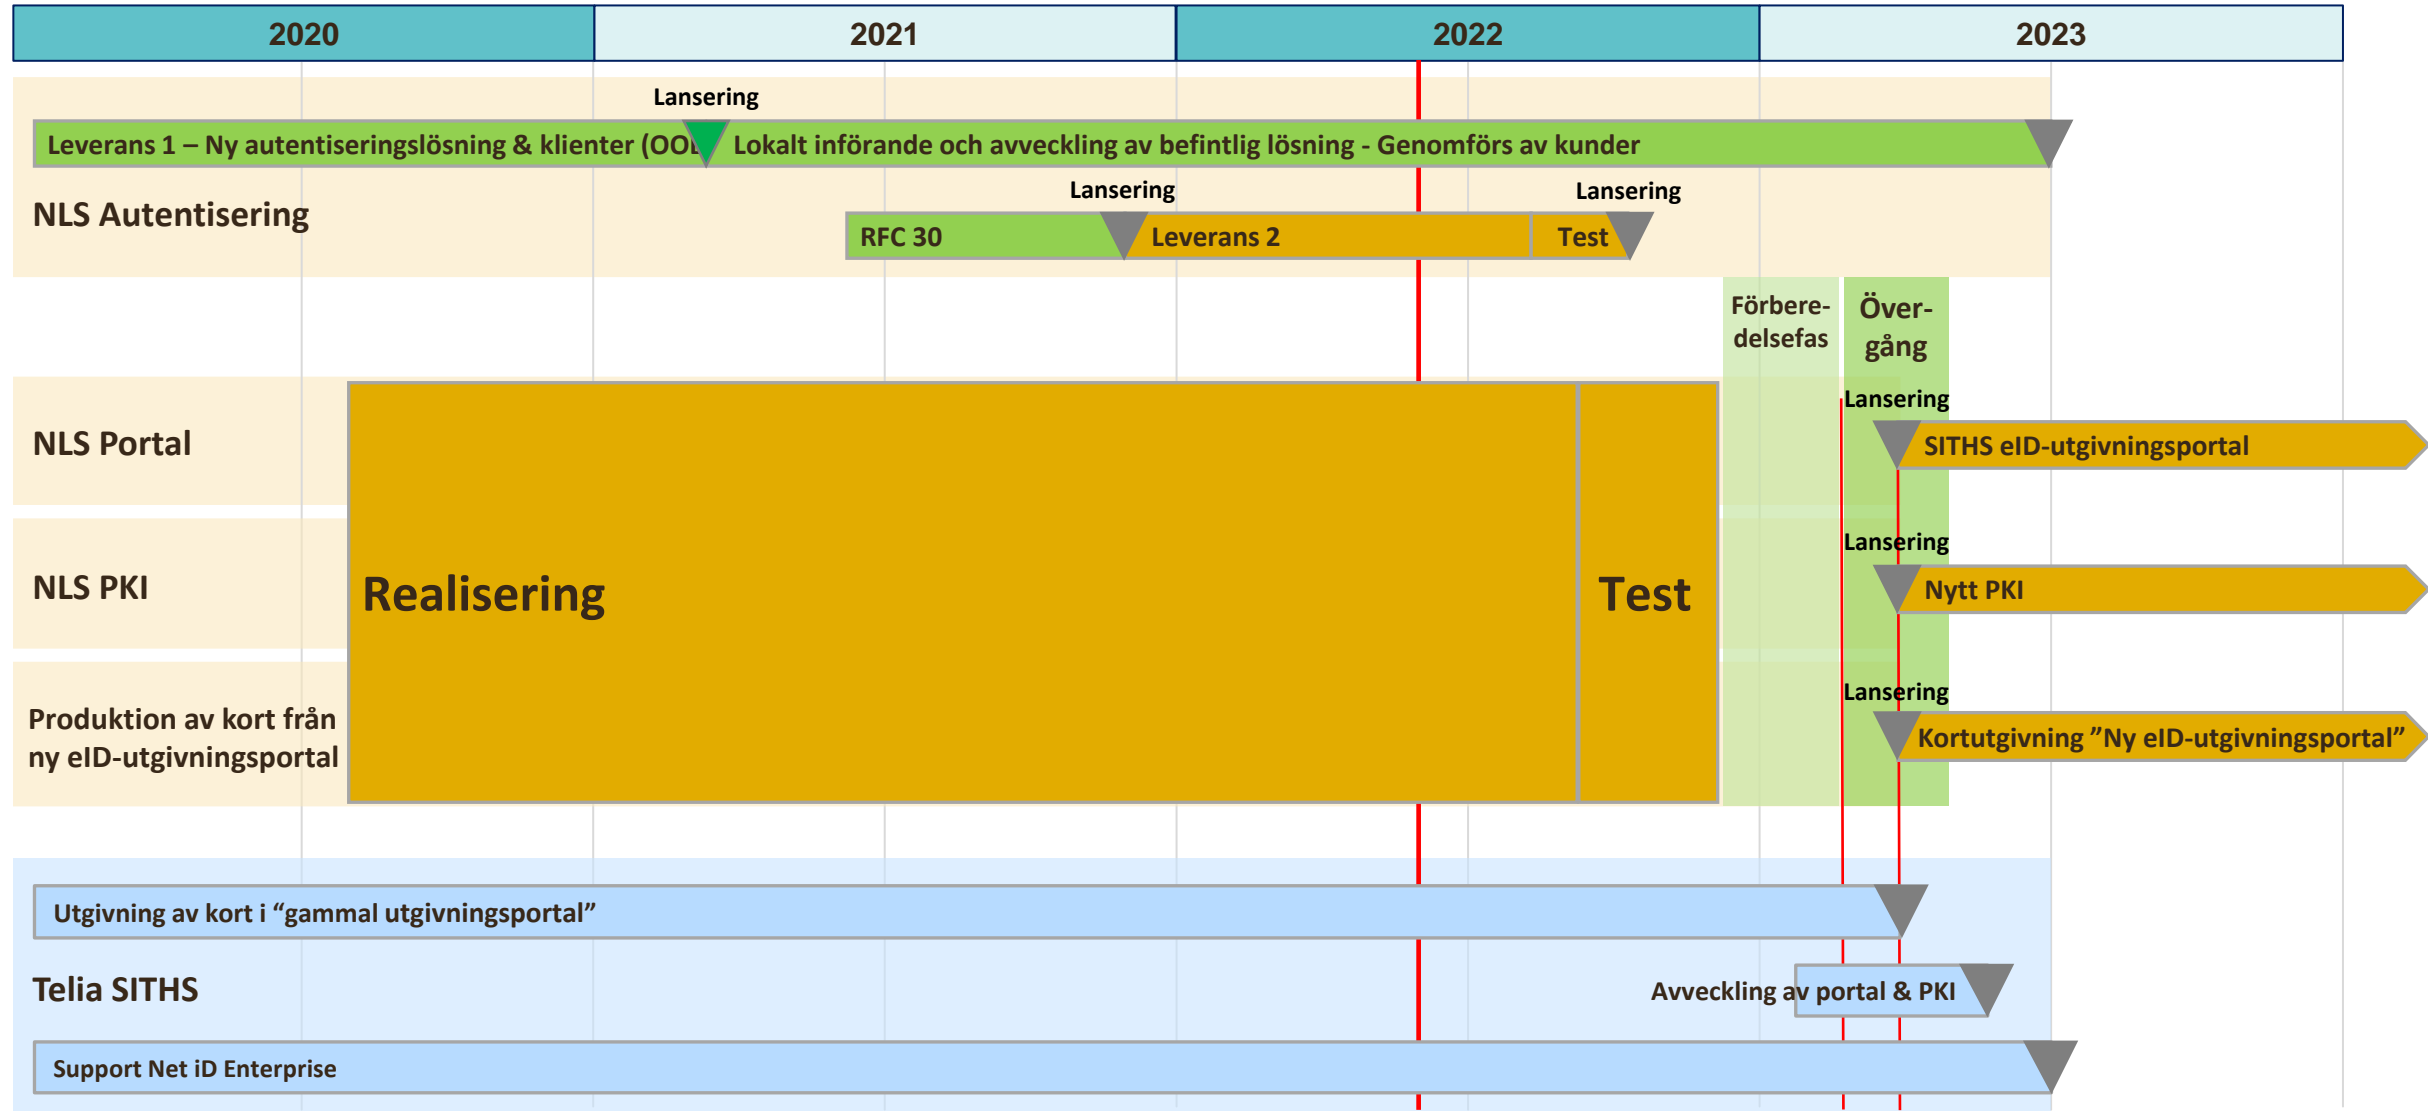 2020
2021
2022
2023
Lansering
Leverans 1 – Ny autentiseringslösning & klienter (OOB
Lokalt införande och avveckling av befintlig lösning - Genomförs av kunder
Lansering
Lansering
NLS Autentisering
RFC 30
Leverans 2
Test
Förbere-
delsefas
Över-
gång
Lansering
NLS Portal
SITHS eID-utgivningsportal
Lansering
NLS PKI
Realisering
Test
Nytt PKI
Lansering
Produktion av kort från
ny eID-utgivningsportal
Kortutgivning ”Ny eID-utgivningsportal”
Utgivning av kort i “gammal utgivningsportal”
Telia SITHS
Avveckling av portal & PKI
Support Net iD Enterprise